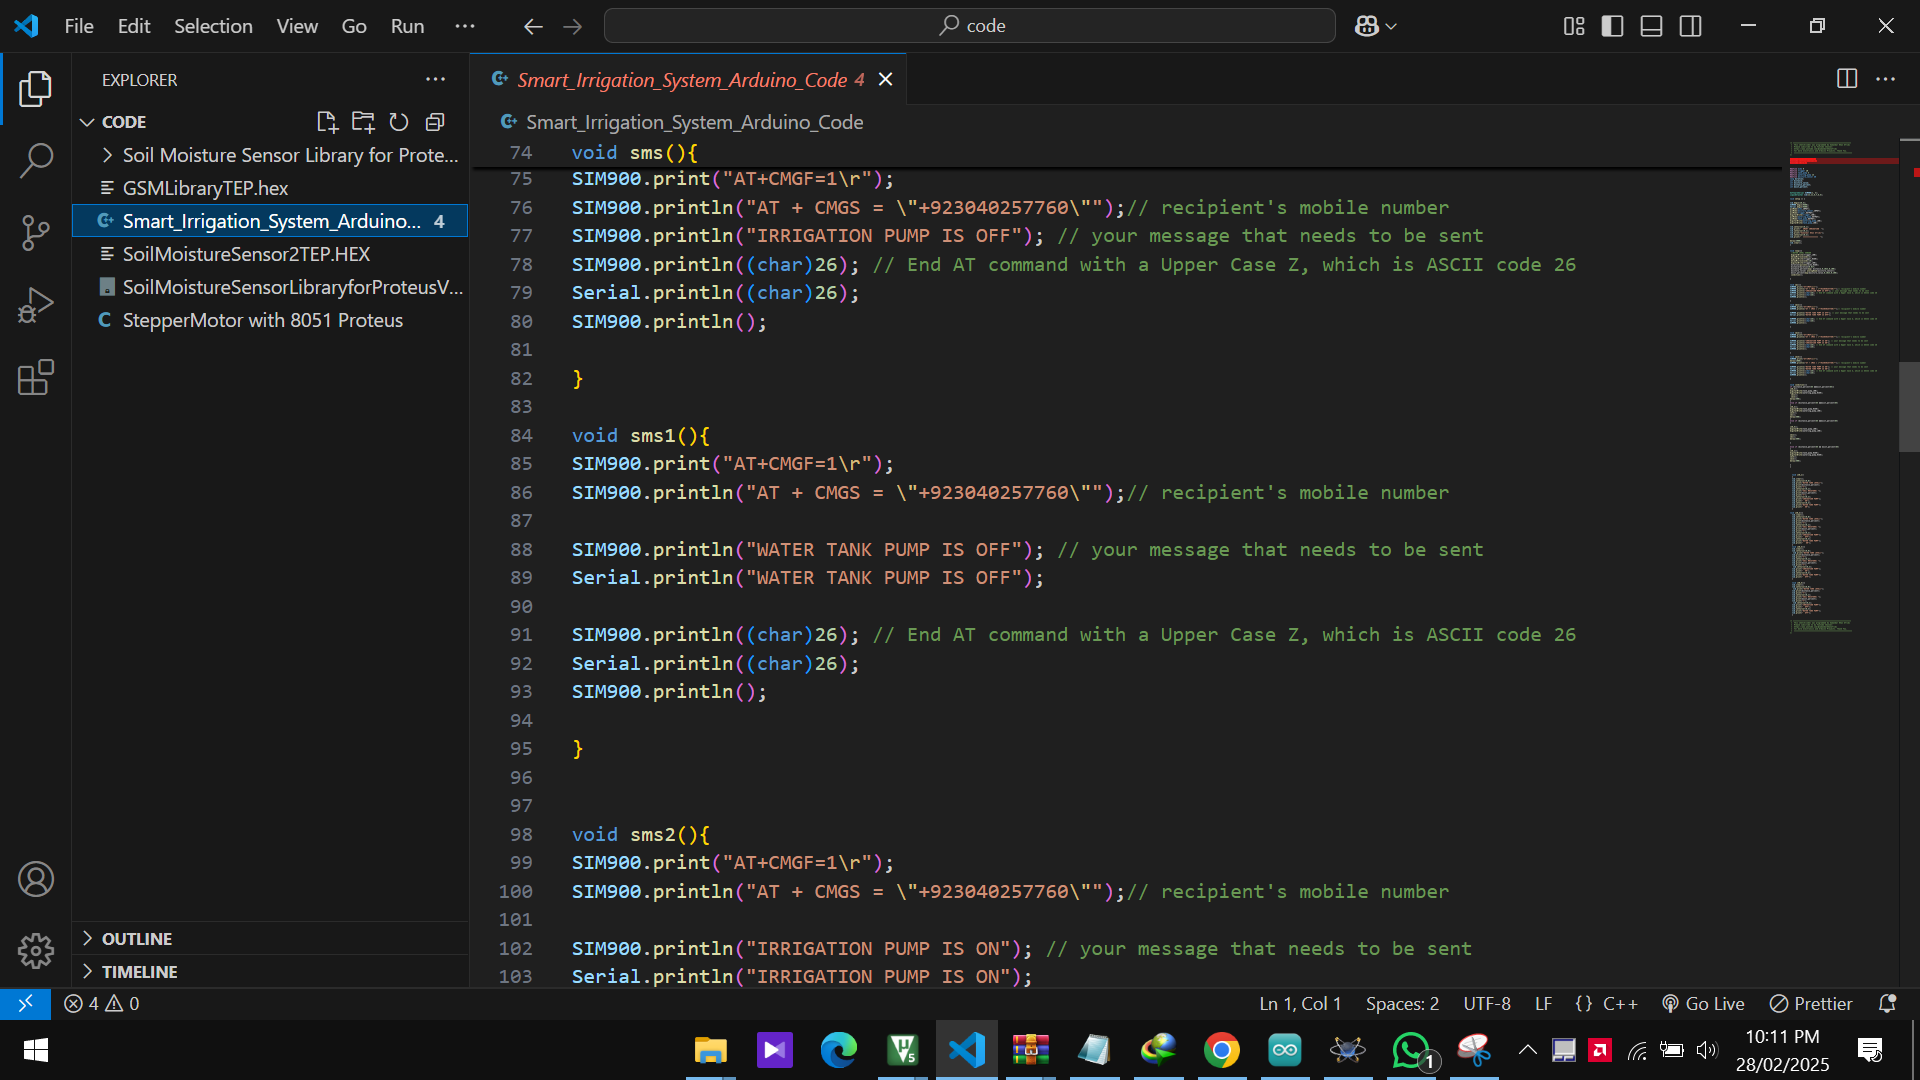 File Edit Selection View Go Run ···
code
EXPLORER
CODE
Soil Moisture Sensor Library for Prote...
GSMLibraryTEP.hex
Smart_Irrigation_System_Arduino... 4
SoilMoistureSensor2TEP.HEX
SoilMoistureSensorLibraryforProteusV...
C StepperMotor with 8051 Proteus
OUTLINE
TIMELINE
Smart_Irrigation_System_Arduino_Code 4
Smart_Irrigation_System_Arduino_Code
74 void sms(){
75 SIM900.print("AT+CMGF=1\r");
76 SIM900.println("AT + CMGS = \"+923040257760\"");// recipient's mobile number
77 SIM900.println("IRRIGATION PUMP IS OFF"); // your message that needs to be sent
78 SIM900.println((char)26); // End AT command with a Upper Case Z, which is ASCII code 26
79 Serial.println((char)26);
80 SIM900.println();
81
82 }
83
84 void sms1(){
85 SIM900.print("AT+CMGF=1\r");
86 SIM900.println("AT + CMGS = \"+923040257760\"");// recipient's mobile number
87
88 SIM900.println("WATER TANK PUMP IS OFF"); // your message that needs to be sent
89 Serial.println("WATER TANK PUMP IS OFF");
90
91 SIM900.println((char)26); // End AT command with a Upper Case Z, which is ASCII code 26
92 Serial.println((char)26);
93 SIM900.println();
94
95 }
96
97
98 void sms2(){
99 SIM900.print("AT+CMGF=1\r");
100 SIM900.println("AT + CMGS = \"+923040257760\"");// recipient's mobile number
101
102 SIM900.println("IRRIGATION PUMP IS ON"); // your message that needs to be sent
103 Serial.println("IRRIGATION PUMP IS ON");
4 0
Ln 1, Col 1 Spaces: 2 UTF-8 LF {} C++ Go Live Prettier
1
10:11 PM
28/02/2025